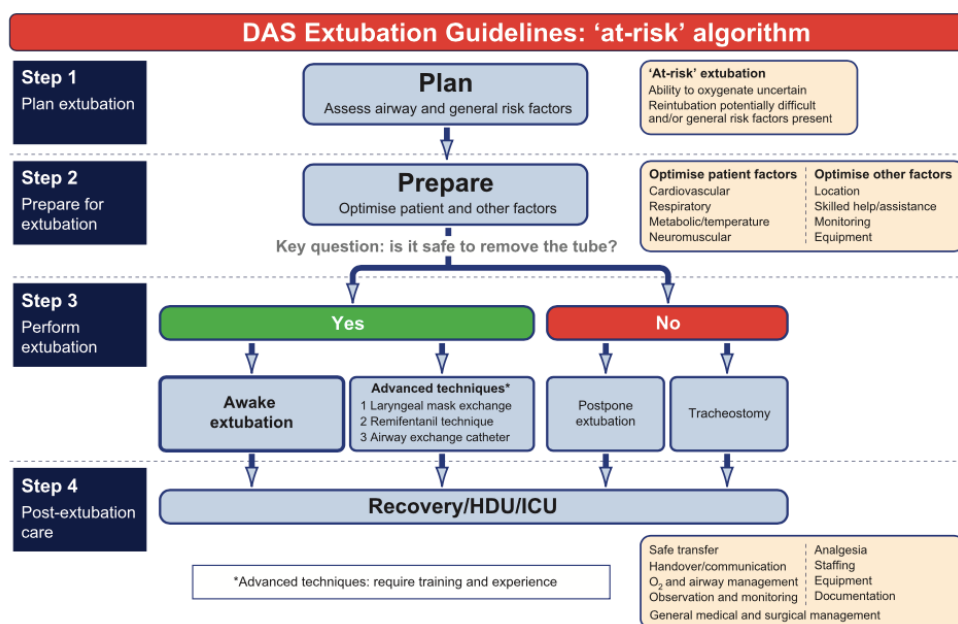 DAS Extubation Guidelines: ‘at-risk’ algorithm
Step 1
Plan extubation
Plan
Assess airway and general risk factors
‘At-risk’ extubation
Ability to oxygenate uncertain
Reintubation potentially difficult
and/or general risk factors present
Step 2
Prepare for
extubation
Prepare
Optimise patient and other factors
Optimise patient factors
Cardiovascular
Respiratory
Metabolic/temperature
Neuromuscular
Optimise other factors
Location
Skilled help/assistance
Monitoring
Equipment
Key question: is it safe to remove the tube?
Step 3
Perform
extubation
Yes
No
Awake
extubation
Advanced techniques*
1 Laryngeal mask exchange
2 Remifentanil technique
3 Airway exchange catheter
Postpone
extubation
Tracheostomy
Step 4
Post-extubation
care
Recovery/HDU/ICU
*Advanced techniques: require training and experience
Safe transfer
Handover/communication
O₂ and airway management
Observation and monitoring
Analgesia
Staffing
Equipment
Documentation
General medical and surgical management